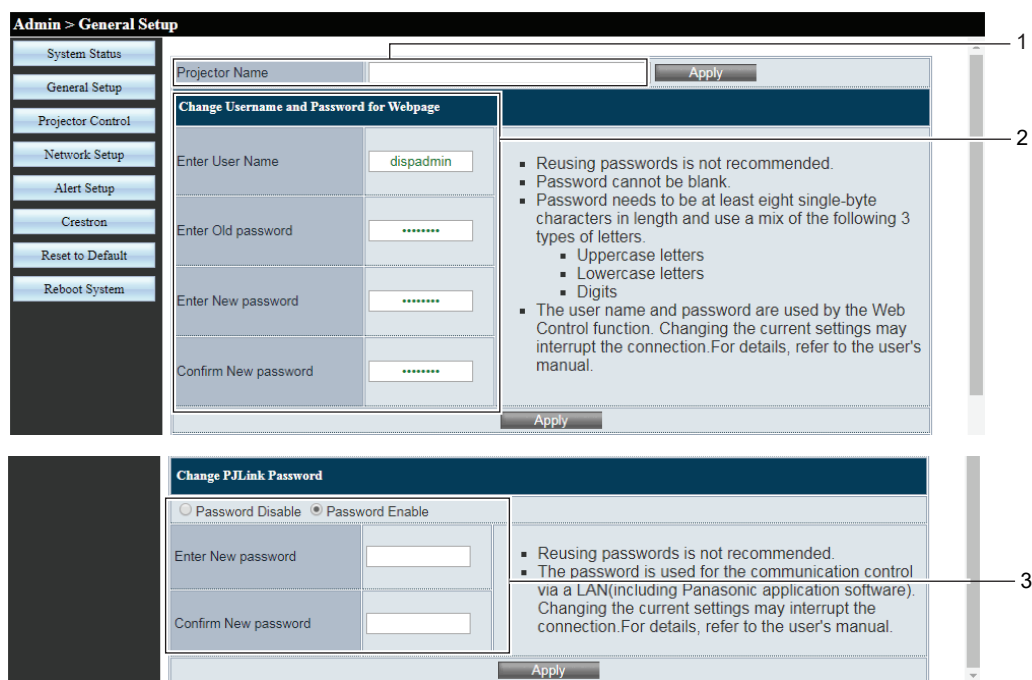 Admin > General Setup
System Status
General Setup
Projector Control
Network Setup
Alert Setup
Crestron
Reset to Default
Reboot System
1
Projector Name
Apply
Change Username and Password for Webpage
2
Enter User Name
dispadmin
Enter Old password
••••••••
Enter New password
••••••••
Confirm New password
••••••••
▪ Reusing passwords is not recommended.
▪ Password cannot be blank.
▪ Password needs to be at least eight single-byte
characters in length and use a mix of the following 3
types of letters.
▪ Uppercase letters
▪ Lowercase letters
▪ Digits
▪ The user name and password are used by the Web
Control function. Changing the current settings may
interrupt the connection.For details, refer to the user's
manual.
Apply
Change PJLink Password
Password Disable Password Enable
Enter New password
Confirm New password
▪ Reusing passwords is not recommended.
▪ The password is used for the communication control
via a LAN(including Panasonic application software).
Changing the current settings may interrupt the
connection.For details, refer to the user's manual.
3
Apply